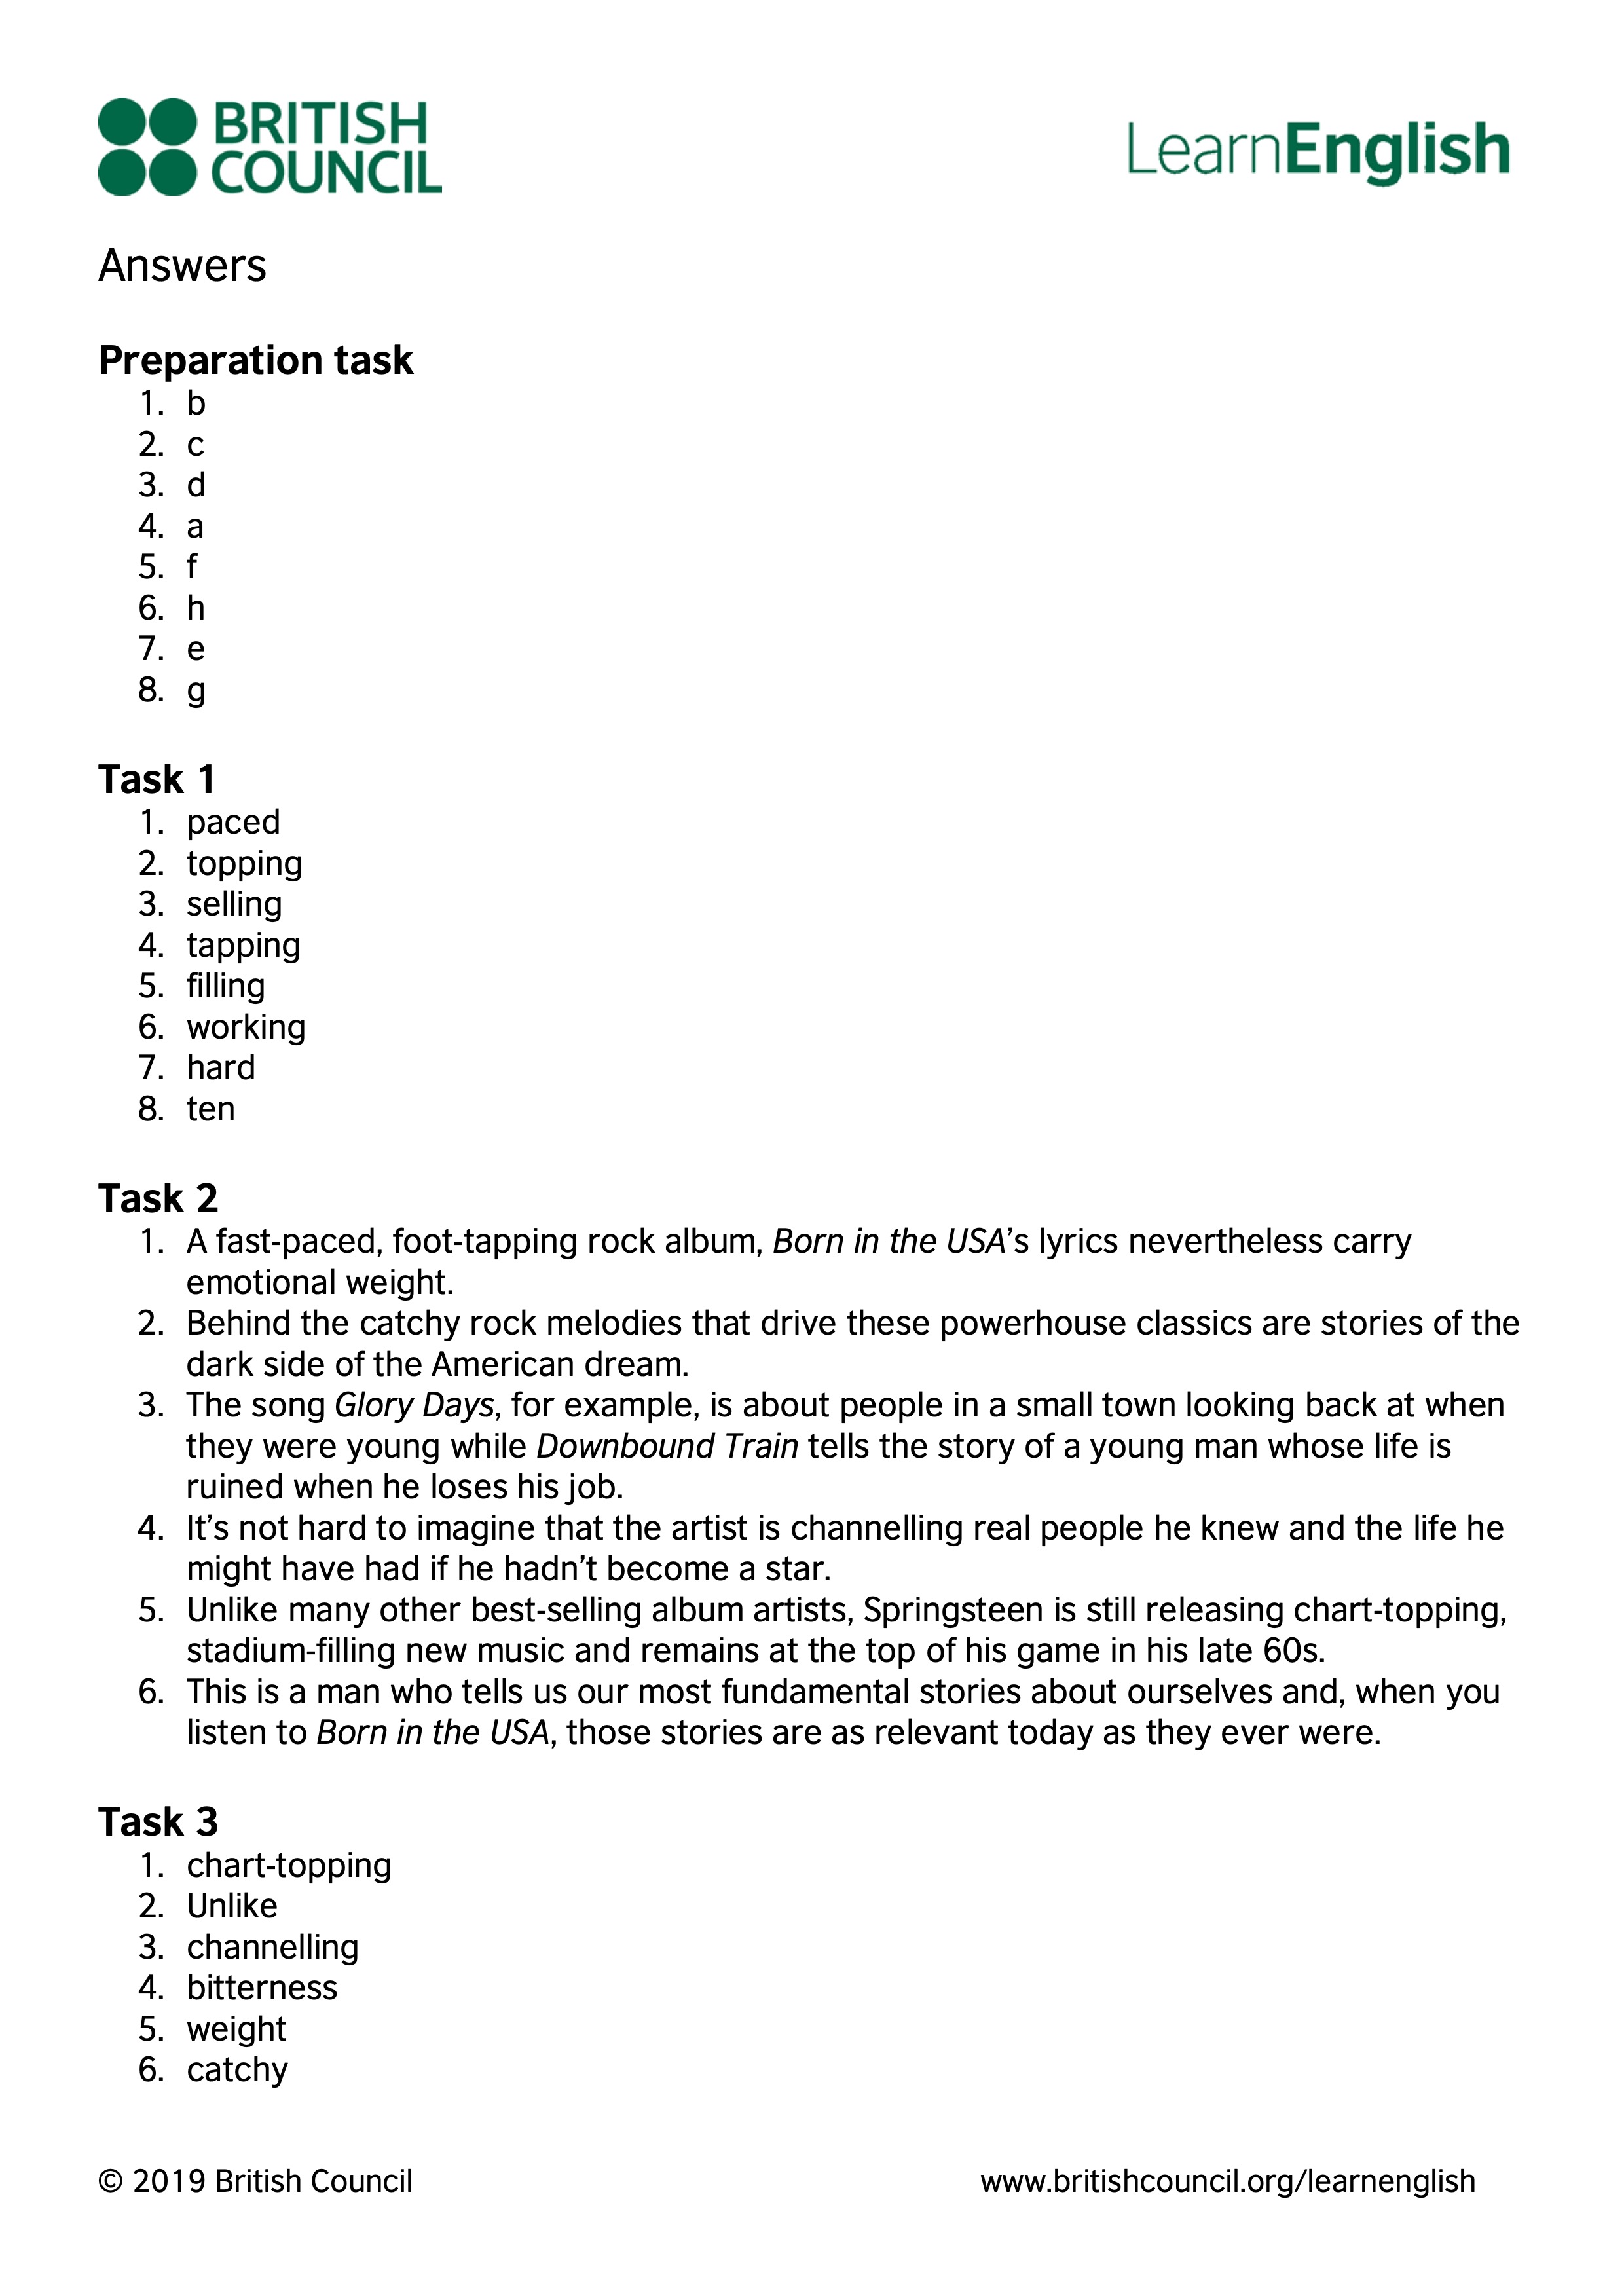 BRITISH
COUNCIL
LearnEnglish
Answers
Preparation task
1. b
2. c
3. d
4. a
5. f
6. h
7. e
8. g
Task 1
1. paced
2. topping
3. selling
4. tapping
5. filling
6. working
7. hard
8. ten
Task 2
1. A fast-paced, foot-tapping rock album, Born in the USA’s lyrics nevertheless carry
emotional weight.
2. Behind the catchy rock melodies that drive these powerhouse classics are stories of the
dark side of the American dream.
3. The song Glory Days, for example, is about people in a small town looking back at when
they were young while Downbound Train tells the story of a young man whose life is
ruined when he loses his job.
4. It’s not hard to imagine that the artist is channelling real people he knew and the life he
might have had if he hadn’t become a star.
5. Unlike many other best-selling album artists, Springsteen is still releasing chart-topping,
stadium-filling new music and remains at the top of his game in his late 60s.
6. This is a man who tells us our most fundamental stories about ourselves and, when you
listen to Born in the USA, those stories are as relevant today as they ever were.
Task 3
1. chart-topping
2. Unlike
3. channelling
4. bitterness
5. weight
6. catchy
© 2019 British Council
www.britishcouncil.org/learnenglish